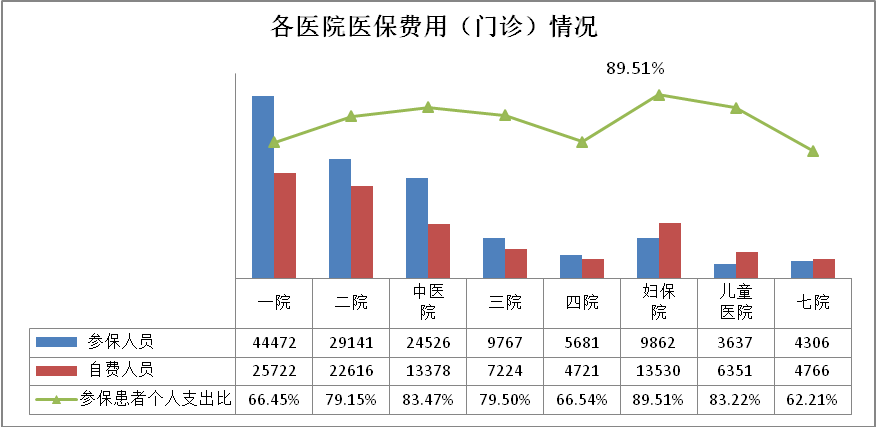 各医院医保费用（门诊）情况
89.51%
一院 二院 中医院 三院 四院 妇保院 儿童医院 七院
参保人员 44472 29141 24526 9767 5681 9862 3637 4306
自费人员 25722 22616 13378 7224 4721 13530 6351 4766
参保患者个人支出比 66.45% 79.15% 83.47% 79.50% 66.54% 89.51% 83.22% 62.21%